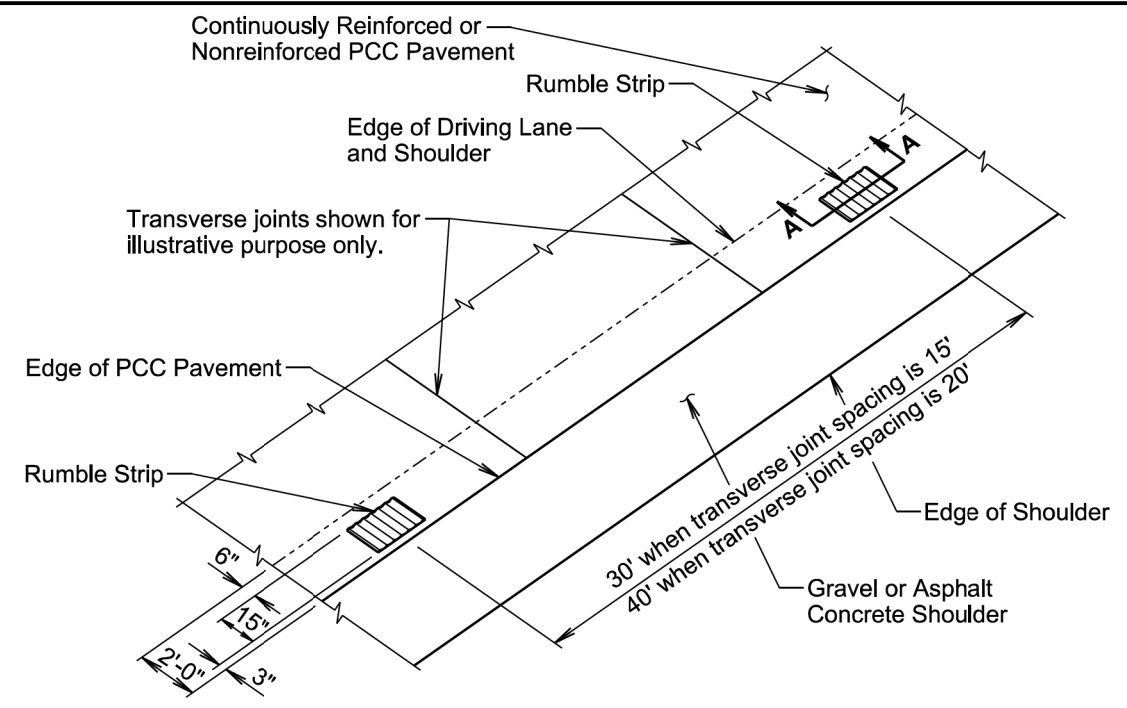 Continuously Reinforced or
Nonreinforced PCC Pavement
Rumble Strip
Edge of Driving Lane
and Shoulder
A
A
Transverse joints shown for
illustrative purpose only.
Edge of PCC Pavement
Rumble Strip
30' when transverse joint spacing is 15'
40' when transverse joint spacing is 20'
Edge of Shoulder
Gravel or Asphalt
Concrete Shoulder
6"
15"
2'-0"
3"